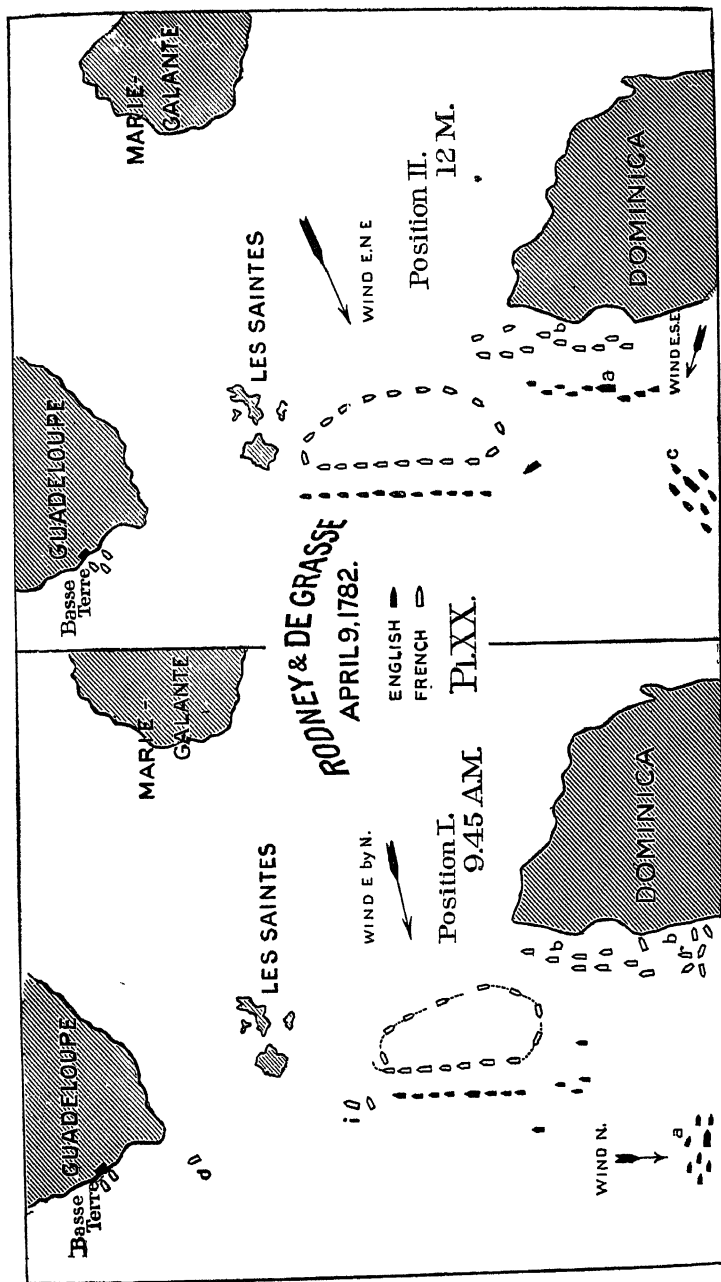 GUADELOUPE
Basse
Terre
MARIE-
GALANTE
LES SAINTES
d
i
WIND E by N.
Position I.
9.45 A.M.
WIND N.
a
b
b
DOMINICA
RODNEY & DE GRASSE
APRIL 9, 1782.
ENGLISH
FRENCH
Pl.XX.
GUADELOUPE
Basse
Terre
MARIE-
GALANTE
LES SAINTES
WIND E.N E
Position II.
12 M.
b
a
WIND E.S.E
c
DOMINICA